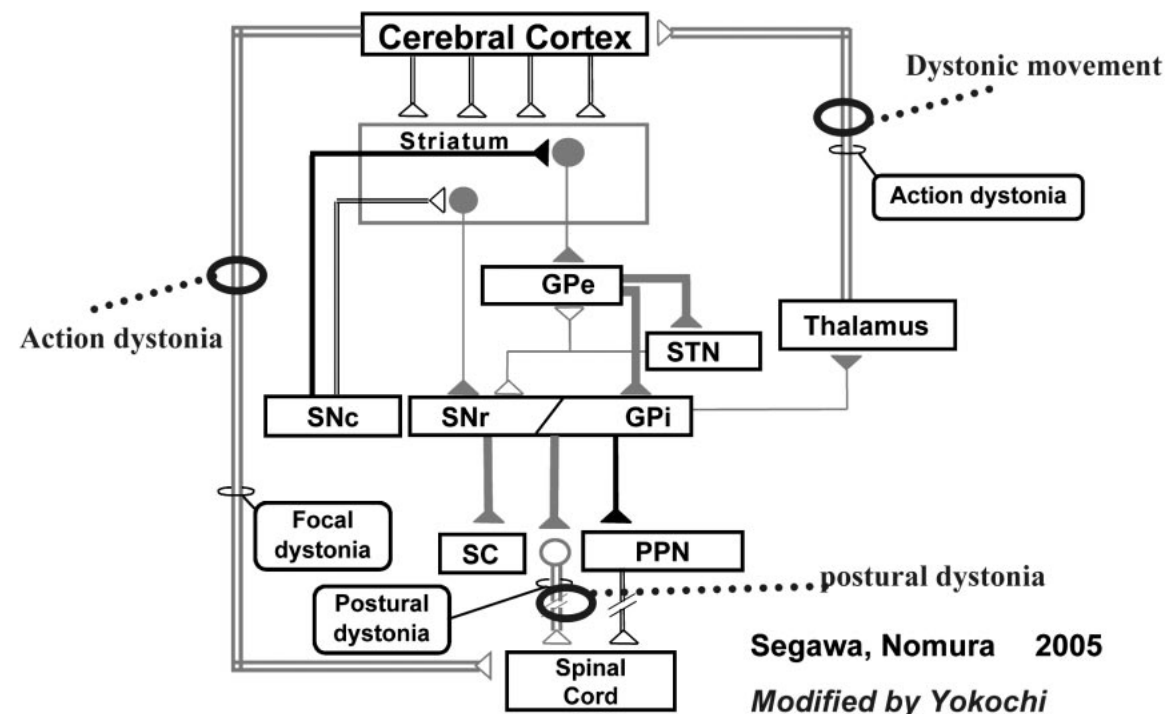 Cerebral Cortex
Dystonic movement
Striatum
Action dystonia
GPe
Action dystonia
Thalamus
STN
SNc
SNr
GPi
Focal
dystonia
SC
PPN
postural dystonia
Postural
dystonia
Segawa, Nomura 2005
Spinal
Cord
Modified by Yokochi